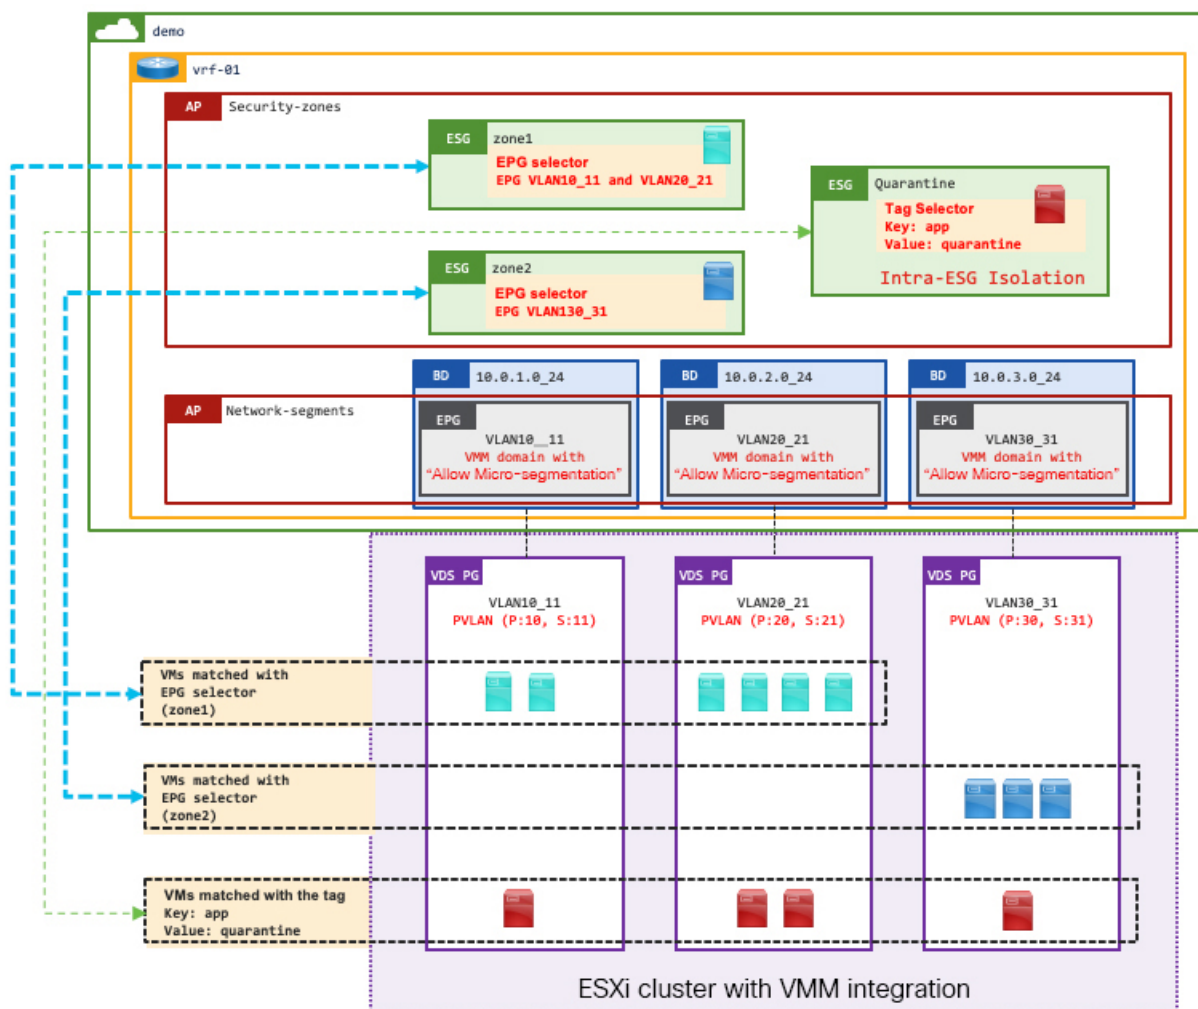 demo
vrf-01
AP Security-zones
ESG zone1
EPG selector
EPG VLAN10_11 and VLAN20_21
ESG Quarantine
Tag Selector
Key: app
Value: quarantine
Intra-ESG Isolation
ESG zone2
EPG selector
EPG VLAN130_31
BD 10.0.1.0_24
BD 10.0.2.0_24
BD 10.0.3.0_24
AP Network-segments
EPG
VLAN10__11
VMM domain with
“Allow Micro-segmentation”
EPG
VLAN20_21
VMM domain with
“Allow Micro-segmentation”
EPG
VLAN30_31
VMM domain with
“Allow Micro-segmentation”
VDS PG
VLAN10_11
PVLAN (P:10, S:11)
VDS PG
VLAN20_21
PVLAN (P:20, S:21)
VDS PG
VLAN30_31
PVLAN (P:30, S:31)
VMs matched with
EPG selector
(zone1)
VMs matched with
EPG selector
(zone2)
VMs matched with the tag
Key: app
Value: quarantine
ESXi cluster with VMM integration